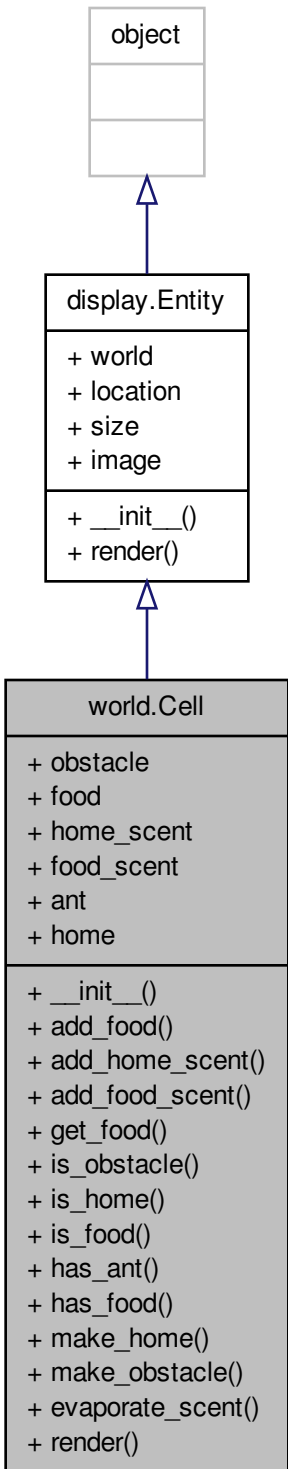 object
display.Entity
+ world
+ location
+ size
+ image
+ __init__()
+ render()
world.Cell
+ obstacle
+ food
+ home_scent
+ food_scent
+ ant
+ home
+ __init__()
+ add_food()
+ add_home_scent()
+ add_food_scent()
+ get_food()
+ is_obstacle()
+ is_home()
+ is_food()
+ has_ant()
+ has_food()
+ make_home()
+ make_obstacle()
+ evaporate_scent()
+ render()